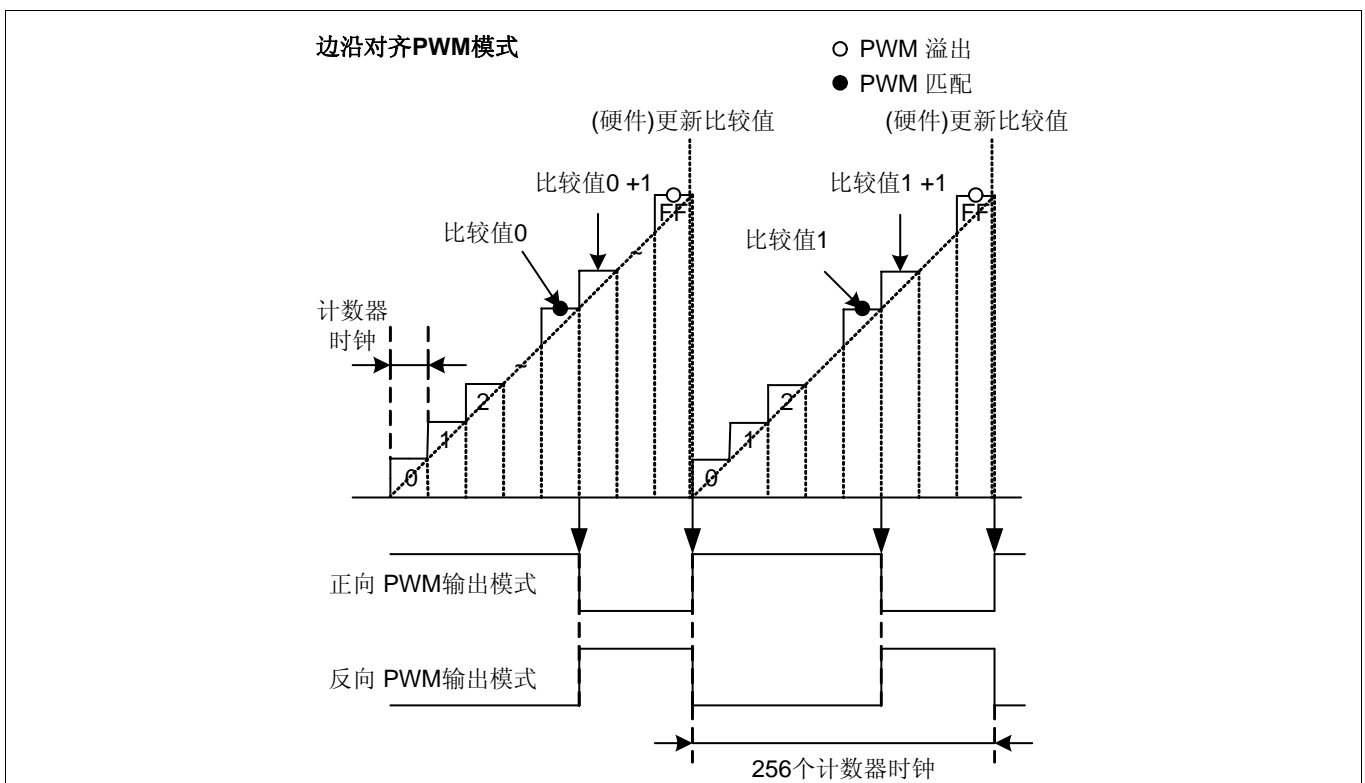 边沿对齐PWM模式
PWM 溢出
PWM 匹配
(硬件)更新比较值
(硬件)更新比较值
比较值0 +1
比较值1 +1
FF
FF
比较值0
比较值1
~
计数器
时钟
~
2
2
1
1
0
0
正向 PWM输出模式
反向 PWM输出模式
256个计数器时钟